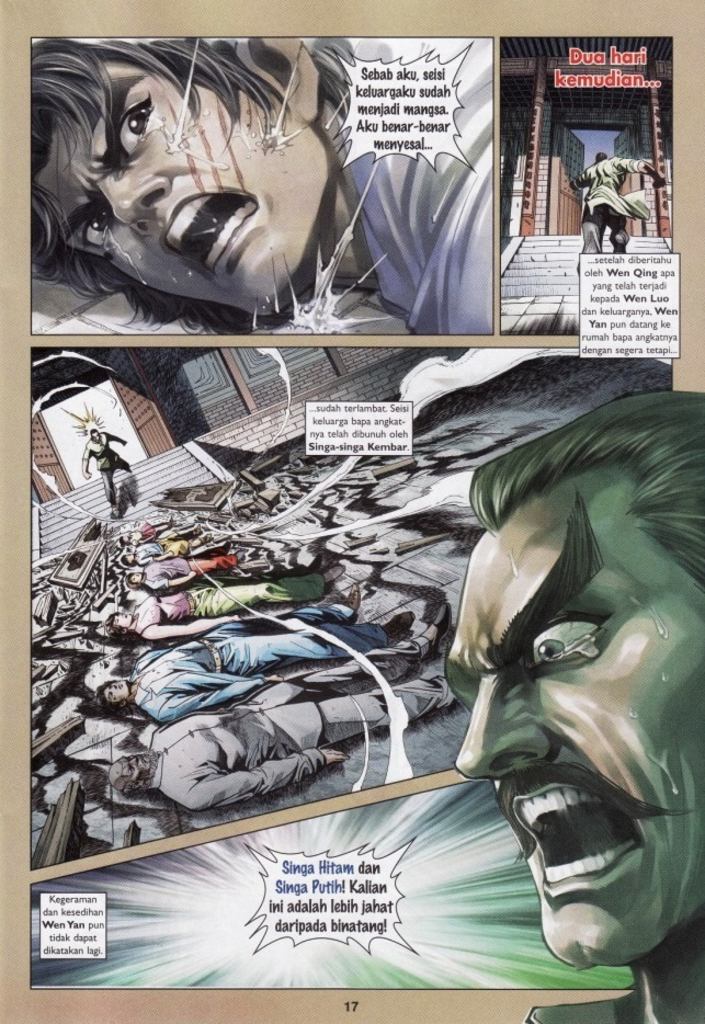 Sebab aku, seisi
keluargaku sudah
menjadi mangsa.
Aku benar-benar
menyesal...
Dua hari
kemudian...
...setelah diberitahu
oleh Wen Qing apa
yang telah terjadi
kepada Wen Luo
dan keluarganya, Wen
Yan pun datang ke
rumah bapa angkatnya
dengan segera tetapi...
...sudah terlambat. Seisi
keluarga bapa angkat-
nya telah dibunuh oleh
Singa-singa Kembar.
Singa Hitam dan
Singa Putih! Kalian
ini adalah lebih jahat
daripada binatang!
Kegeraman
dan kesedihan
Wen Yan pun
tidak dapat
dikatakan lagi.
17